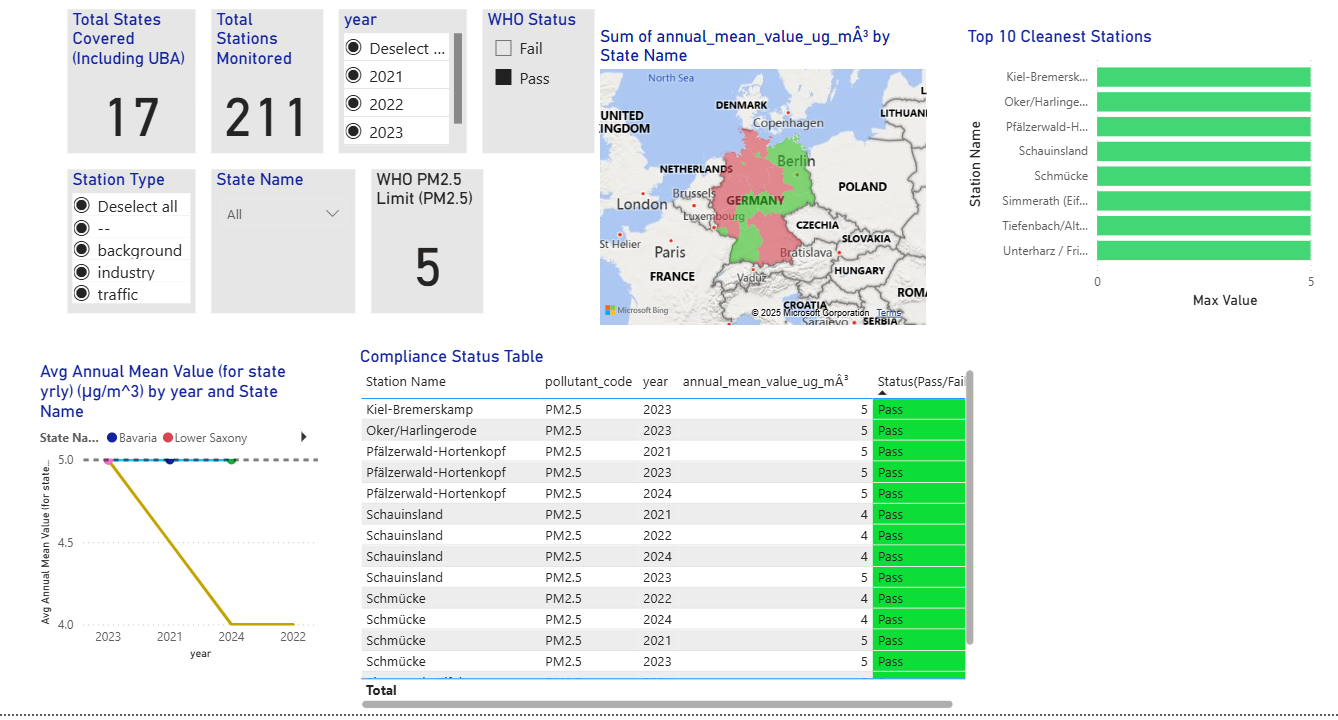 Total States
Covered
(Including UBA)
17
Total
Stations
Monitored
211
year
Deselect ...
2021
2022
2023
WHO Status
Fail
Pass
Station Type
Deselect all
--
background
industry
traffic
State Name
All
WHO PM2.5
Limit (PM2.5)
5
Sum of annual_mean_value_ug_mÂ³ by
State Name
North Sea
DENMARK
Copenhagen
UNITED
KINGDOM
LITHUAN
NETHERLANDS
Berlin
London
Brussels
GERMANY
POLAND
Luxembourg
CZECHIA
St Helier
Paris
SLOVAKIA
Bratislava
FRANCE
Vaduz
HUNGARY
ROM
CROATIA
Microsoft Bing
© 2025 Microsoft Corporation
Terms
Sarajevo
SERBIA
Top 10 Cleanest Stations
Station Name
Kiel-Bremersk...
Oker/Harlinge...
Pfälzerwald-H...
Schauinsland
Schmücke
Simmerath (Eif...
Tiefenbach/Alt...
Unterharz / Fri...
0
5
Max Value
Avg Annual Mean Value (for state
yrly) (µg/m^3) by year and State
Name
State Na...
Bavaria
Lower Saxony
Avg Annual Mean Value (for state...
5.0
4.5
4.0
2023
2021
2024
2022
year
Compliance Status Table
Station Name pollutant_code year annual_mean_value_ug_mÂ³ Status(Pass/Fail
Kiel-Bremerskamp PM2.5 2023 5 Pass
Oker/Harlingerode PM2.5 2023 5 Pass
Pfälzerwald-Hortenkopf PM2.5 2021 5 Pass
Pfälzerwald-Hortenkopf PM2.5 2023 5 Pass
Pfälzerwald-Hortenkopf PM2.5 2024 5 Pass
Schauinsland PM2.5 2021 4 Pass
Schauinsland PM2.5 2022 4 Pass
Schauinsland PM2.5 2024 4 Pass
Schauinsland PM2.5 2023 5 Pass
Schmücke PM2.5 2022 4 Pass
Schmücke PM2.5 2024 4 Pass
Schmücke PM2.5 2021 5 Pass
Schmücke PM2.5 2023 5 Pass
Total